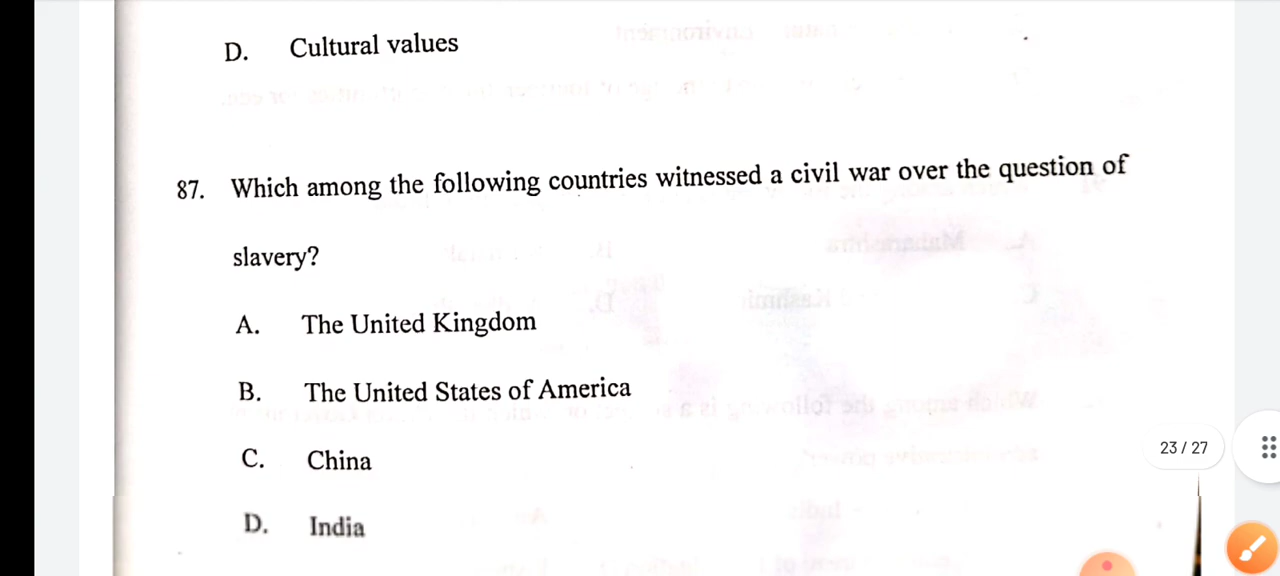 D. Cultural values
87. Which among the following countries witnessed a civil war over the question of
slavery?
A. The United Kingdom
B. The United States of America
C. China
23 / 27
D. India